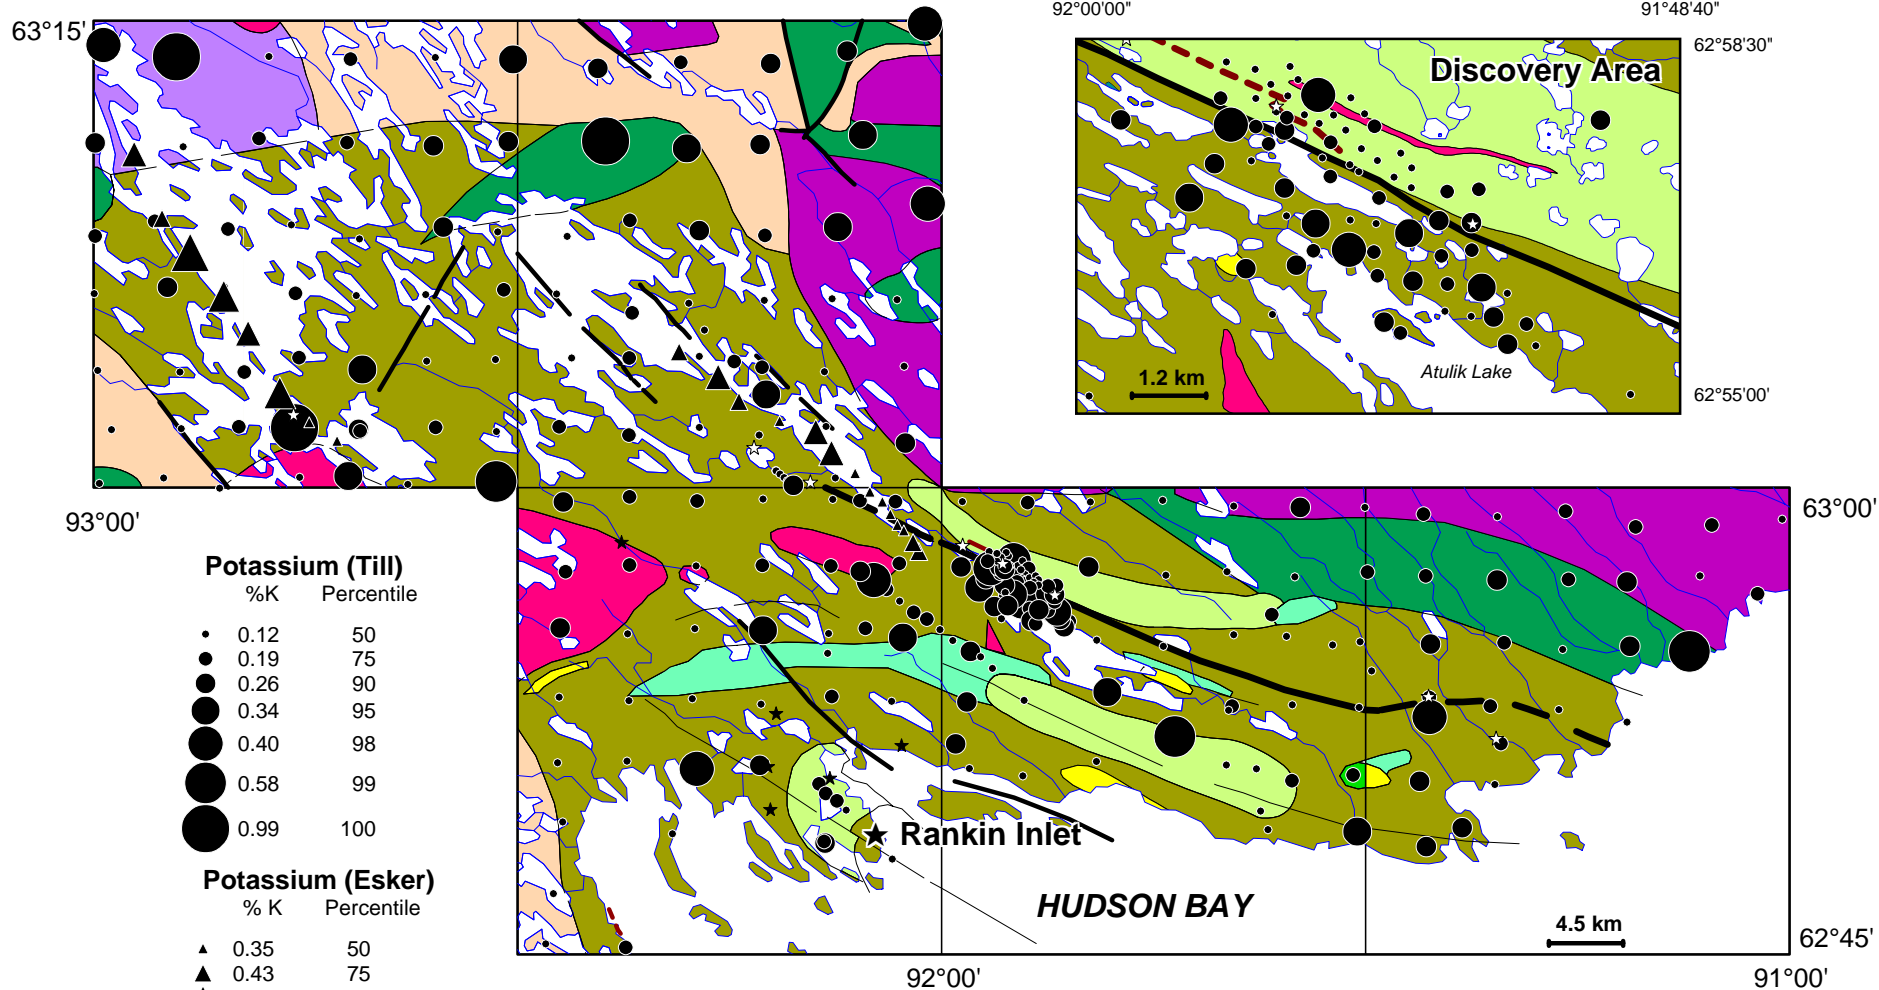 92°00'00"
91°48'40"
63°15'
62°58'30"
Discovery Area
1.2 km
Atulik Lake
62°55'00'
93°00'
63°00'
Potassium (Till)
%K Percentile
0.12 50
0.19 75
0.26 90
0.34 95
0.40 98
0.58 99
0.99 100
Rankin Inlet
Potassium (Esker)
% K Percentile
HUDSON BAY
4.5 km
62°45'
0.35 50
0.43 75
92°00'
91°00'